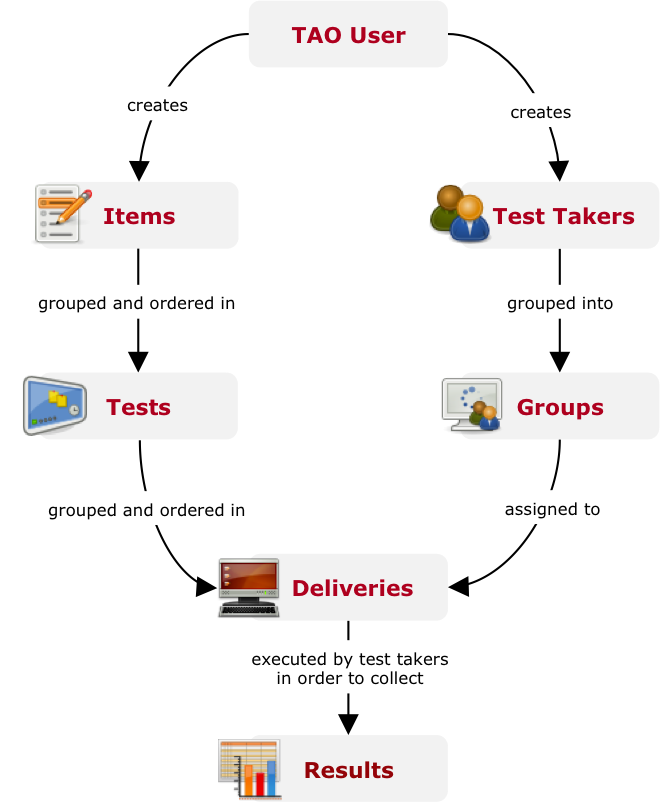 TAO User
creates
creates
Items
Test Takers
grouped and ordered in
grouped into
Tests
Groups
grouped and ordered in
assigned to
Deliveries
executed by test takers
in order to collect
Results